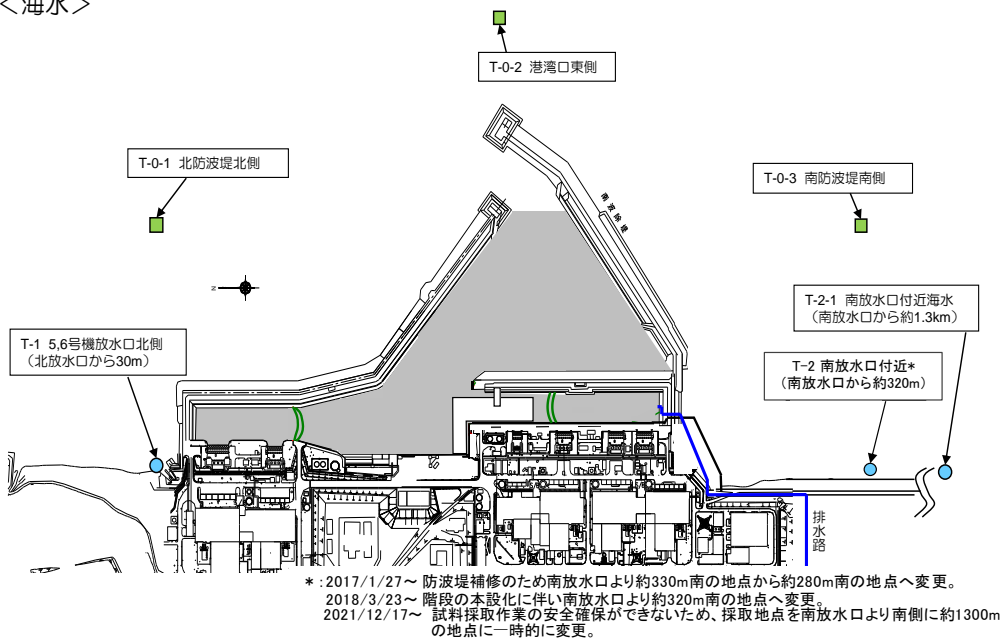 ＜海水＞
T-0-2 港湾口東側
T-0-1 北防波堤北側
T-0-3 南防波堤南側
南波除堤
N
T-2-1 南放水口付近海水
（南放水口から約1.3km）
T-1 5,6号機放水口北側
（北放水口から30m）
T-2 南放水口付近*
（南放水口から約320m）
排水路
*：2017/1/27～ 防波堤補修のため南放水口より約330m南の地点から約280m南の地点へ変更。
2018/3/23～ 階段の本設化に伴い南放水口より約320m南の地点へ変更。
2021/12/17～ 試料採取作業の安全確保ができないため、採取地点を南放水口より南側に約1300m
の地点に一時的に変更。